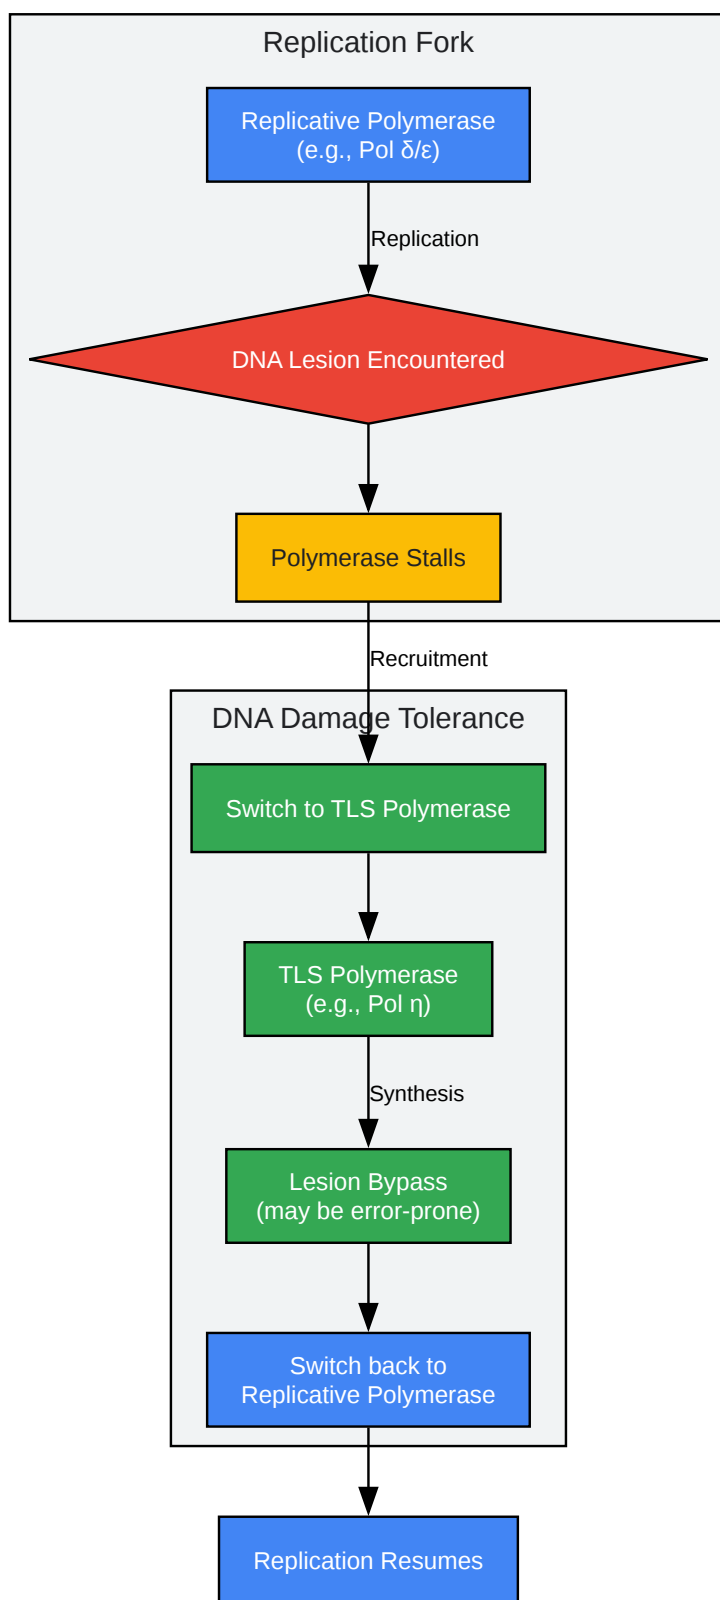 Replication Fork
Replicative Polymerase
(e.g., Pol δ/ε)
Replication
DNA Lesion Encountered
Polymerase Stalls
Recruitment
DNA Damage Tolerance
Switch to TLS Polymerase
TLS Polymerase
(e.g., Pol η)
Synthesis
Lesion Bypass
(may be error-prone)
Switch back to
Replicative Polymerase
Replication Resumes